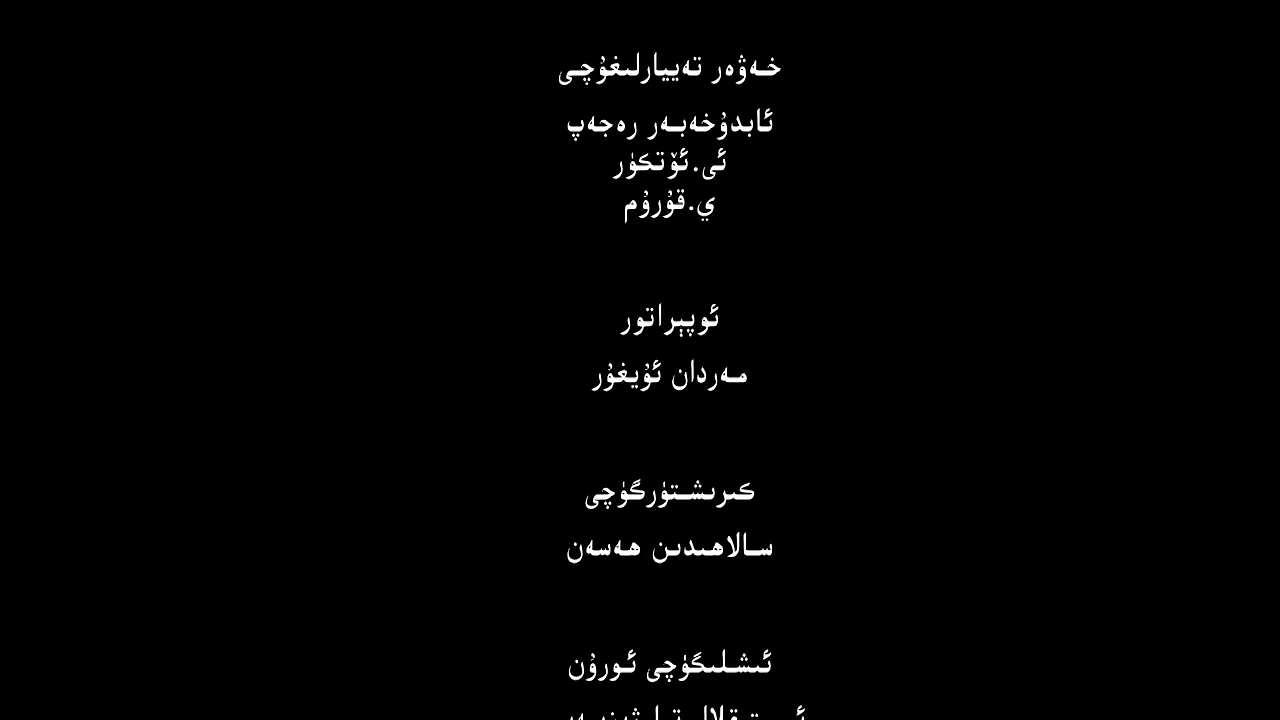 خەۋەر تەييارلىغۇچى
ئابدۇخەبەر رەجەپ
ئى.ئۆتكۈر
ي.قۇرۇم
ئوپېراتور
مەردان ئۇيغۇر
كىرىشتۈرگۈچى
سالاھىدىن ھەسەن
ئىشلىگۈچى ئورۇن